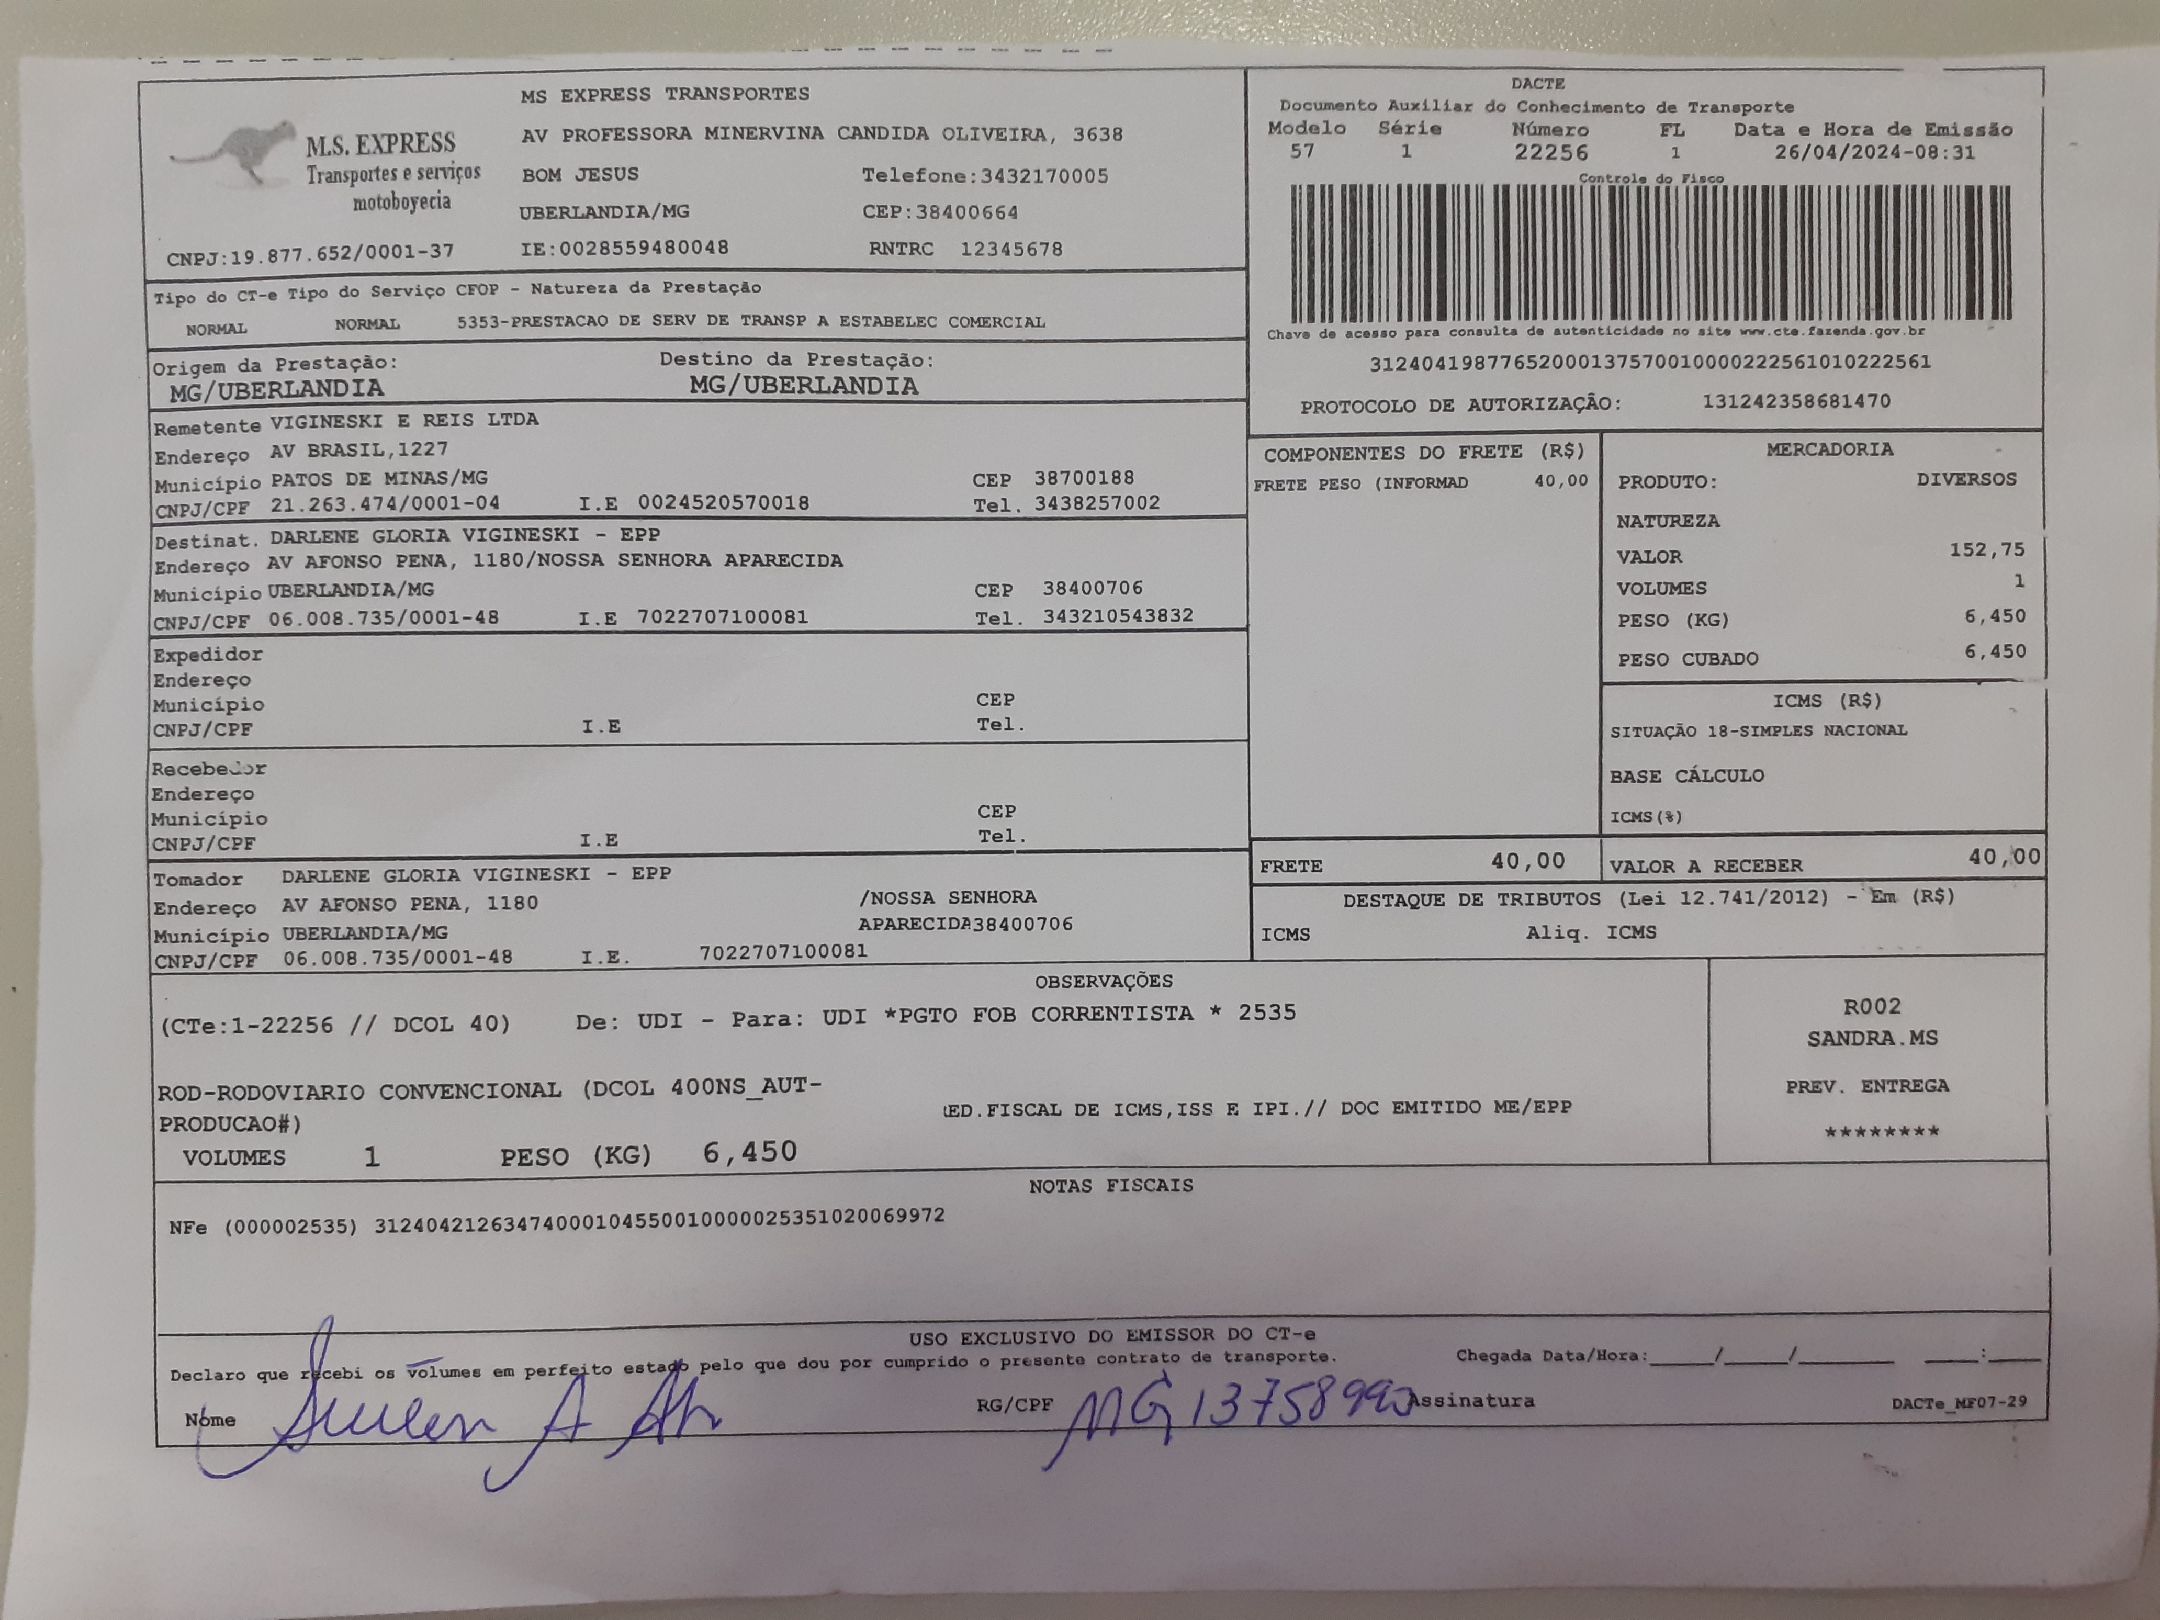 MS EXPRESS TRANSPORTES
AV PROFESSORA MINERVINA CANDIDA OLIVEIRA, 3638
M.S. EXPRESS
Transportes e serviços
motoboyecia
BOM JESUS Telefone:3432170005
UBERLANDIA/MG CEP:38400664
CNPJ:19.877.652/0001-37 IE:0028559480048 RNTRC 12345678
DACTE
Documento Auxiliar do Conhecimento de Transporte
Modelo Série Número FL Data e Hora de Emissão
57 1 22256 1 26/04/2024-08:31
Controle do Fisco
Chave de acesso para consulta de autenticidade no site www.cte.fazenda.gov.br
31240419877652000137570010000222561010222561
PROTOCOLO DE AUTORIZAÇÃO: 131242358681470
Tipo do CT-e Tipo do Serviço CFOP - Natureza da Prestação
NORMAL NORMAL 5353-PRESTACAO DE SERV DE TRANSP A ESTABELEC COMERCIAL
Origem da Prestação: Destino da Prestação:
MG/UBERLANDIA MG/UBERLANDIA
Remetente VIGINESKI E REIS LTDA
Endereço AV BRASIL,1227
Município PATOS DE MINAS/MG CEP 38700188
CNPJ/CPF 21.263.474/0001-04 I.E 0024520570018 Tel. 3438257002
Destinat. DARLENE GLORIA VIGINESKI - EPP
Endereço AV AFONSO PENA, 1180/NOSSA SENHORA APARECIDA
Município UBERLANDIA/MG CEP 38400706
CNPJ/CPF 06.008.735/0001-48 I.E 7022707100081 Tel. 343210543832
Expedidor
Endereço
Município CEP
CNPJ/CPF I.E Tel.
Recebedor
Endereço
Município CEP
CNPJ/CPF I.E Tel.
Tomador DARLENE GLORIA VIGINESKI - EPP
Endereço AV AFONSO PENA, 1180 /NOSSA SENHORA
Município UBERLANDIA/MG APARECIDA38400706
CNPJ/CPF 06.008.735/0001-48 I.E. 7022707100081
COMPONENTES DO FRETE (R$)
FRETE PESO (INFORMAD 40,00
MERCADORIA
PRODUTO: DIVERSOS
NATUREZA
VALOR 152,75
VOLUMES 1
PESO (KG) 6,450
PESO CUBADO 6,450
ICMS (R$)
SITUAÇÃO 18-SIMPLES NACIONAL
BASE CÁLCULO
ICMS(%)
FRETE 40,00 VALOR A RECEBER 40,00
DESTAQUE DE TRIBUTOS (Lei 12.741/2012) - Em (R$)
ICMS Aliq. ICMS
OBSERVAÇÕES
(CTe:1-22256 // DCOL 40) De: UDI - Para: UDI *PGTO FOB CORRENTISTA * 2535
ROD-RODOVIARIO CONVENCIONAL (DCOL 400NS_AUT-
PRODUCAO#) ED.FISCAL DE ICMS,ISS E IPI.// DOC EMITIDO ME/EPP
VOLUMES 1 PESO (KG) 6,450
R002
SANDRA.MS
PREV. ENTREGA
********
NOTAS FISCAIS
NFe (000002535) 31240421263474000104550010000025351020069972
USO EXCLUSIVO DO EMISSOR DO CT-e
Declaro que recebi os volumes em perfeito estado pelo que dou por cumprido o presente contrato de transporte. Chegada Data/Hora:_____/_____/_______ ____:____
Nome RG/CPF MG 13758993 Assinatura DACTe_MF07-29